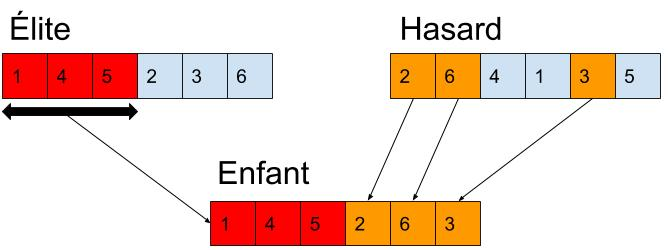 Élite
1 4 5 2 3 6
Hasard
2 6 4 1 3 5
Enfant
1 4 5 2 6 3